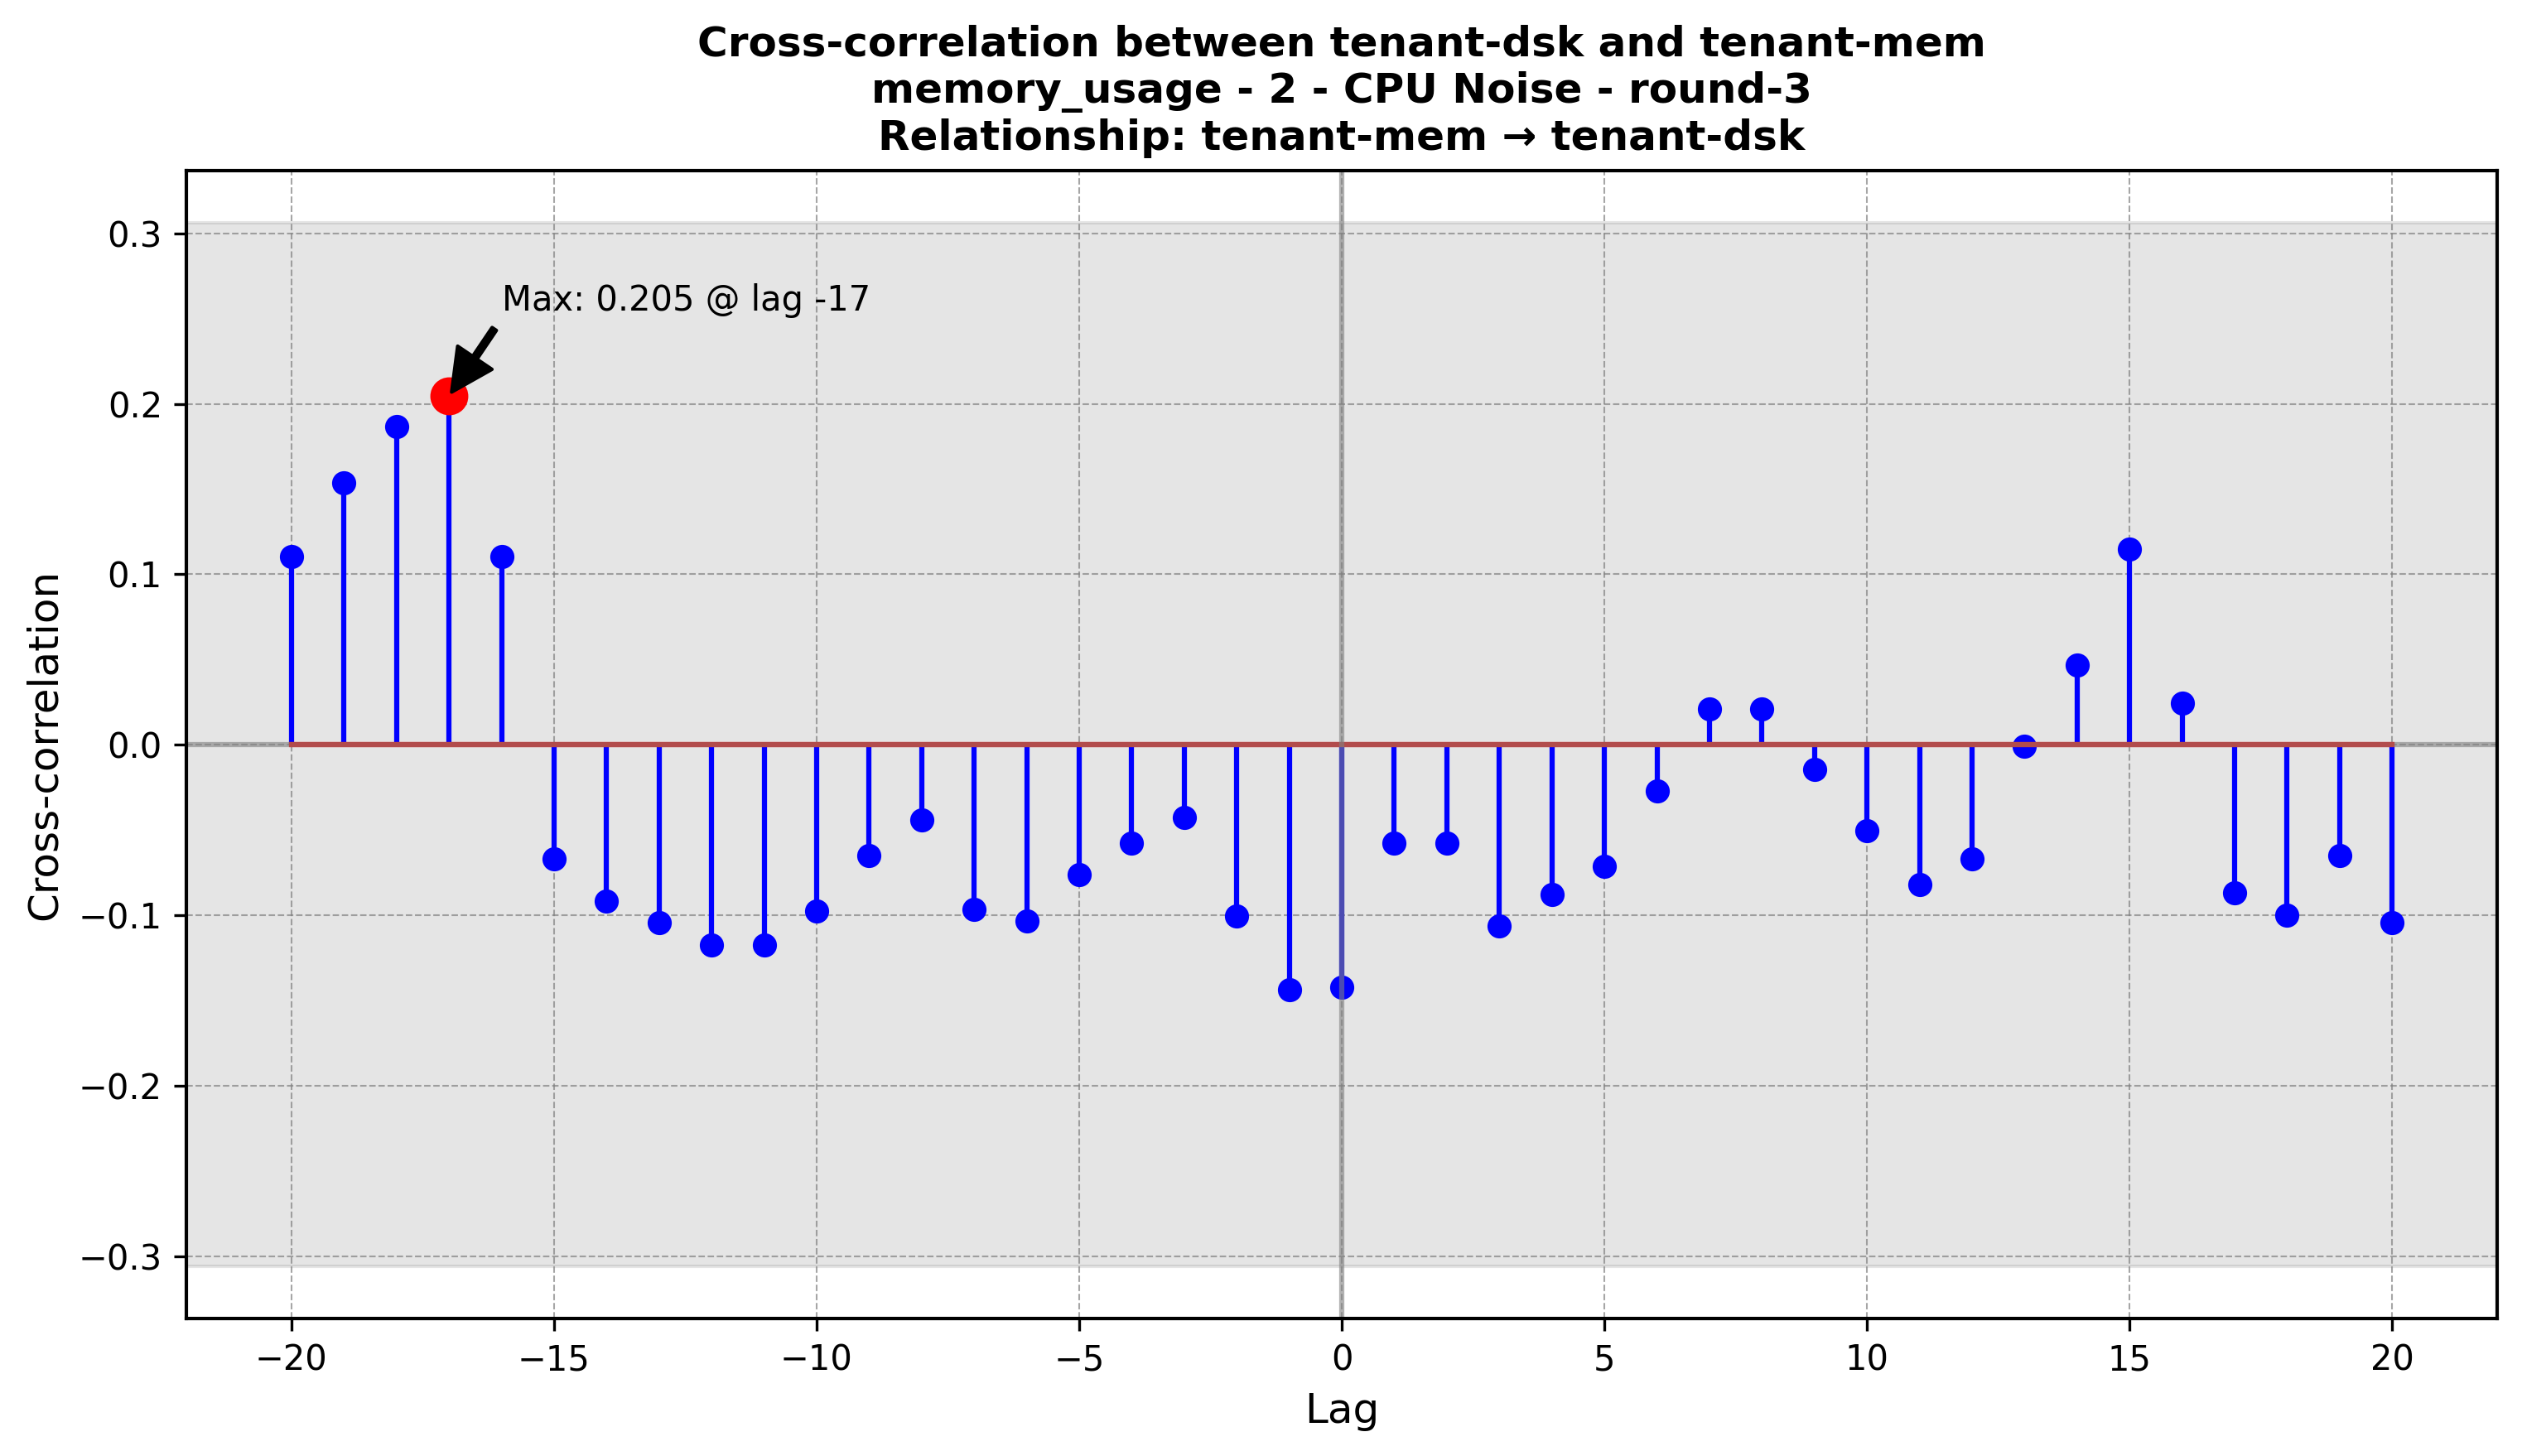 Cross-correlation between tenant-dsk and tenant-mem
memory_usage - 2 - CPU Noise - round-3
Relationship: tenant-mem → tenant-dsk
0.3
Max: 0.205 @ lag -17
0.2
0.1
0.0
−0.1
−0.2
−0.3
Cross-correlation
−20 −15 −10 −5 0 5 10 15 20
Lag